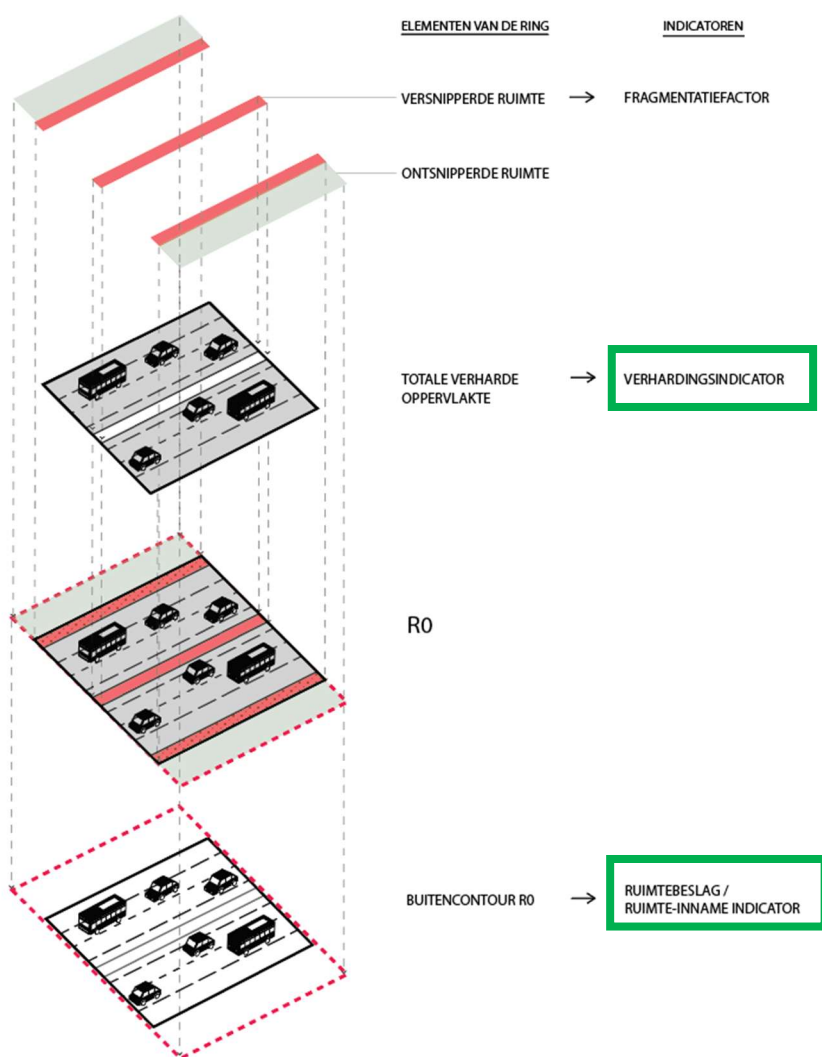 ELEMENTEN VAN DE RING
INDICATOREN
VERSNIPPERDE RUIMTE → FRAGMENTATIEFACTOR
ONTSNIPPERDE RUIMTE
TOTALE VERHARDE
OPPERVLAKTE
→ VERHARDINGSINDICATOR
R0
BUITENCONTOUR R0 →
RUIMTEBESLAG /
RUIMTE-INNAME INDICATOR